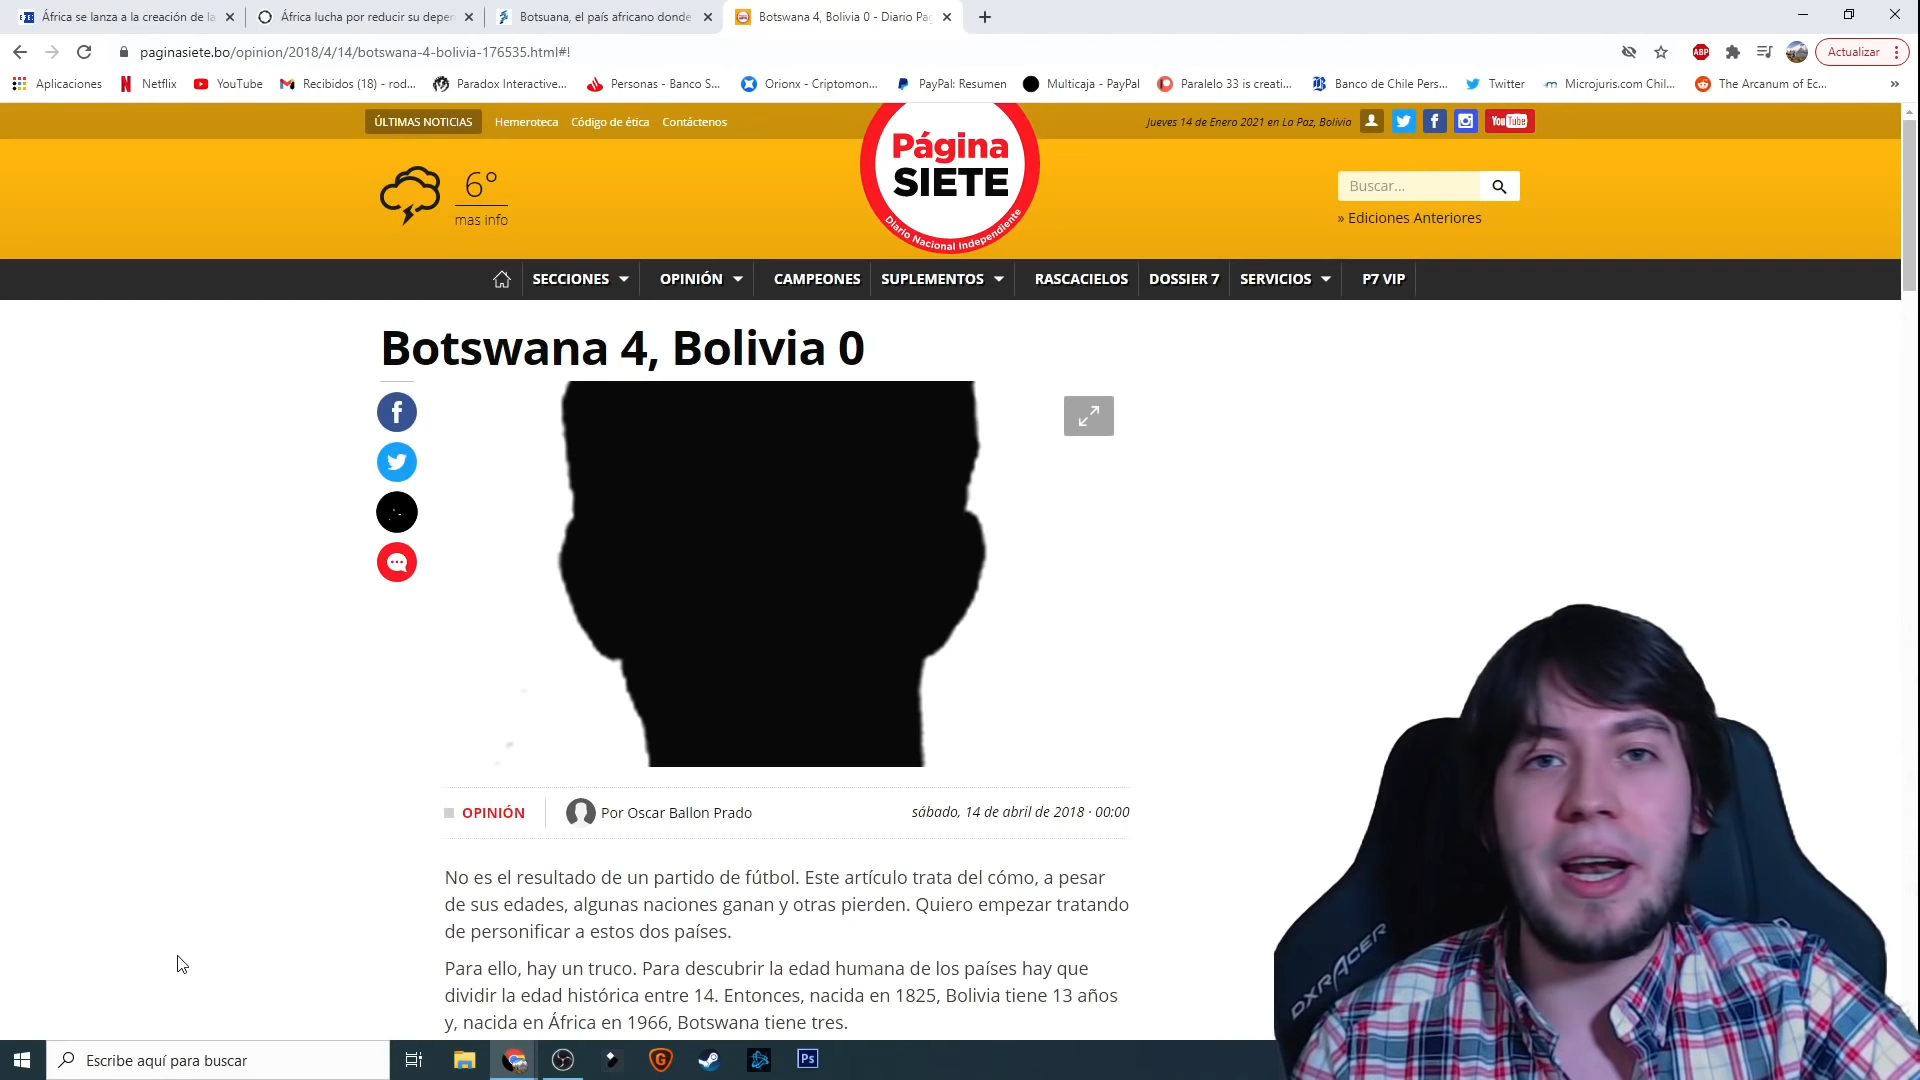 África se lanza a la creación de la
África lucha por reducir su depen
Botsuana, el país africano donde
Botswana 4, Bolivia 0 - Diario Pag
paginasiete.bo/opinion/2018/4/14/botswana-4-bolivia-176535.html#!
ABP
Actualizar
Aplicaciones
Netflix
YouTube
Recibidos (18) - rod...
Paradox Interactive...
Personas - Banco S...
Orionx - Criptomon...
PayPal: Resumen
Multicaja - PayPal
Paralelo 33 is creati...
Banco de Chile Pers...
Twitter
Microjuris.com Chil...
The Arcanum of Ec...
»
ÚLTIMAS NOTICIAS
Hemeroteca
Código de ética
Contáctenos
Jueves 14 de Enero 2021 en La Paz, Bolivia
YouTube
Página
SIETE
Diario Nacional Independiente
6°
mas info
Buscar...
» Ediciones Anteriores
SECCIONES
OPINIÓN
CAMPEONES
SUPLEMENTOS
RASCACIELOS
DOSSIER 7
SERVICIOS
P7 VIP
Botswana 4, Bolivia 0
OPINIÓN
Por Oscar Ballon Prado
sábado, 14 de abril de 2018 · 00:00
No es el resultado de un partido de fútbol. Este artículo trata del cómo, a pesar
de sus edades, algunas naciones ganan y otras pierden. Quiero empezar tratando
de personificar a estos dos países.
Para ello, hay un truco. Para descubrir la edad humana de los países hay que
dividir la edad histórica entre 14. Entonces, nacida en 1825, Bolivia tiene 13 años
y, nacida en África en 1966, Botswana tiene tres.
DXRACER
Escribe aquí para buscar
Ps